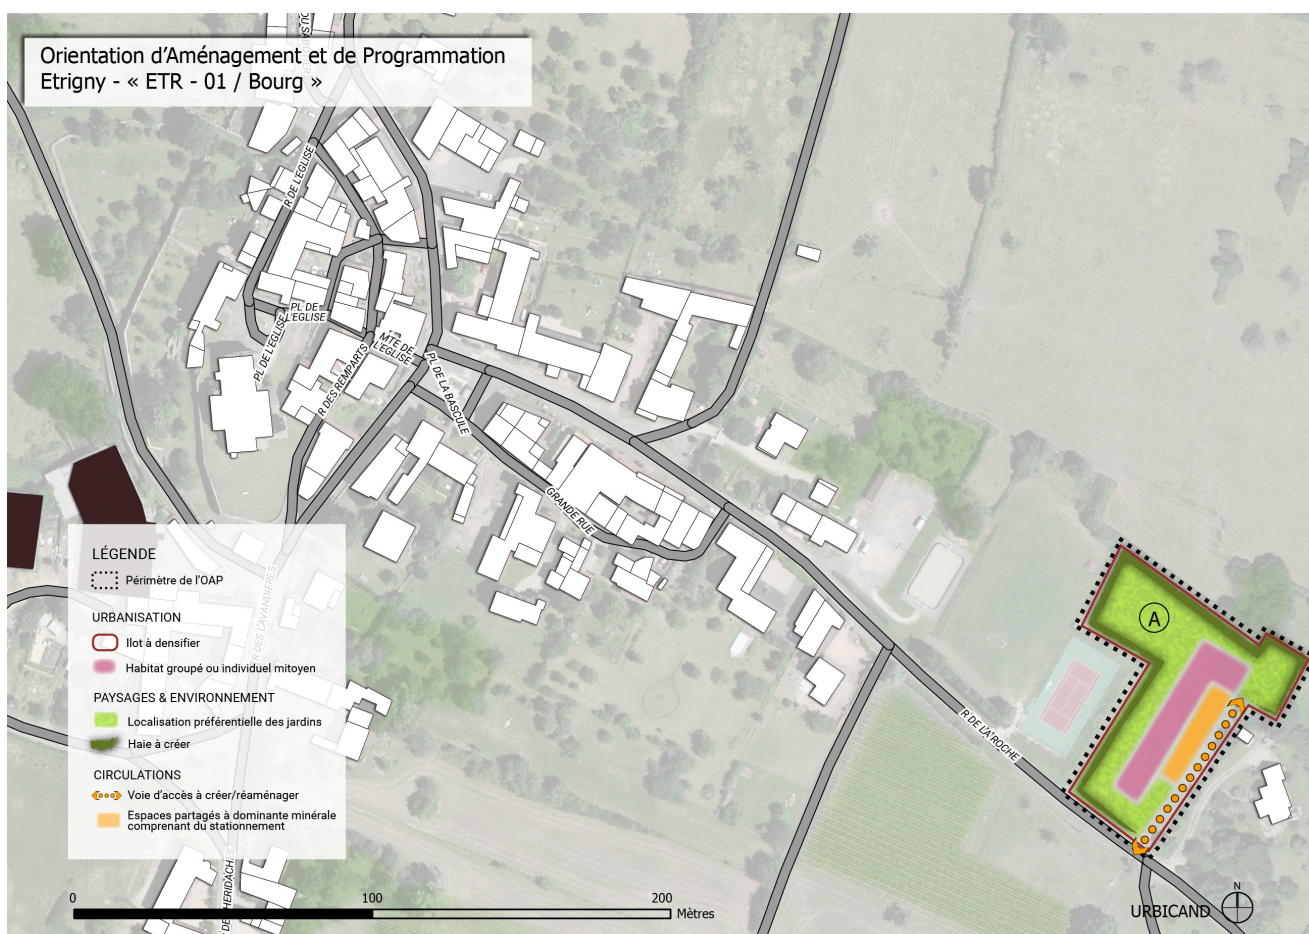 Orientation d'Aménagement et de Programmation
Etrigny - « ETR - 01 / Bourg »
R DE L'EGLISE
PL DE
L'EGLISE
PL DE L'EGLISE
MTE DE
L'EGLISE
R DES REMPARTS
PL DE LA BASCULE
GRANDE RUE
R DE LA ROCHE
A
R DES LAVANDIERES
LÉGENDE
Périmètre de l'OAP
URBANISATION
Ilot à densifier
Habitat groupé ou individuel mitoyen
PAYSAGES & ENVIRONNEMENT
Localisation préférentielle des jardins
Haie à créer
CIRCULATIONS
Voie d'accès à créer/réaménager
Espaces partagés à dominante minérale
comprenant du stationnement
0
100
200
Mètres
URBICAND
N